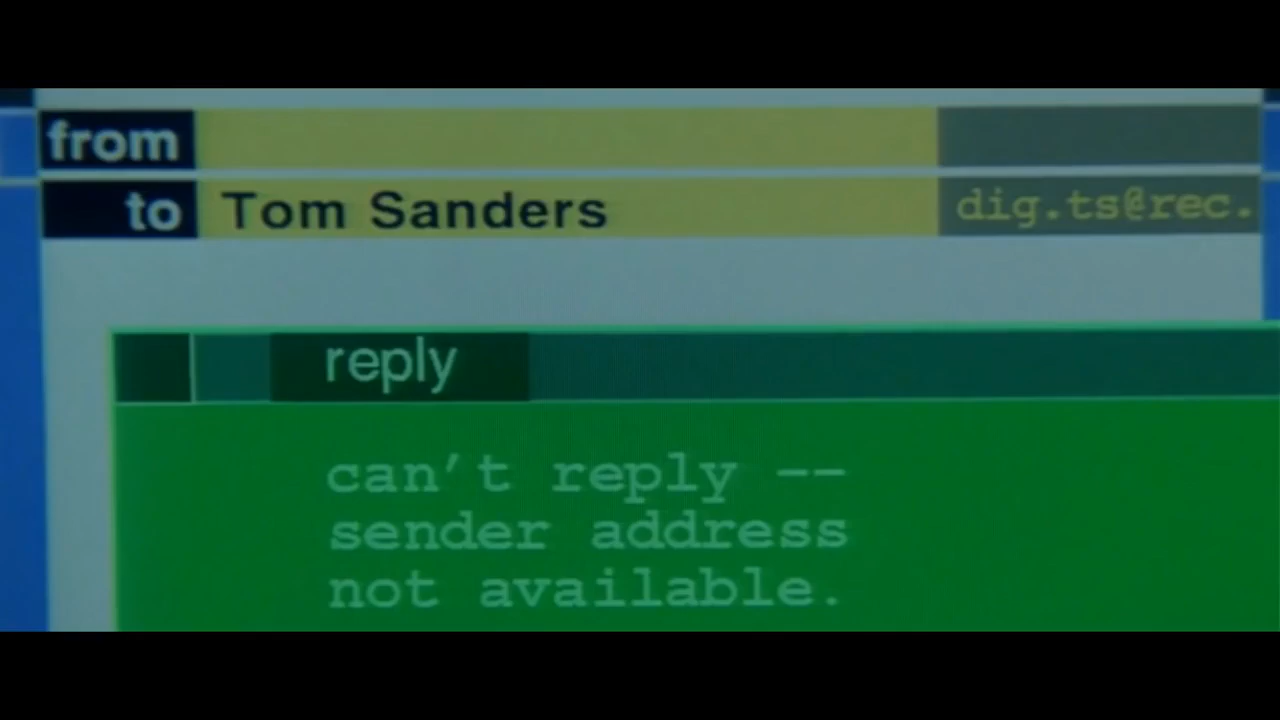 from
to Tom Sanders dig.ts@rec.
reply
can't reply --
sender address
not available.